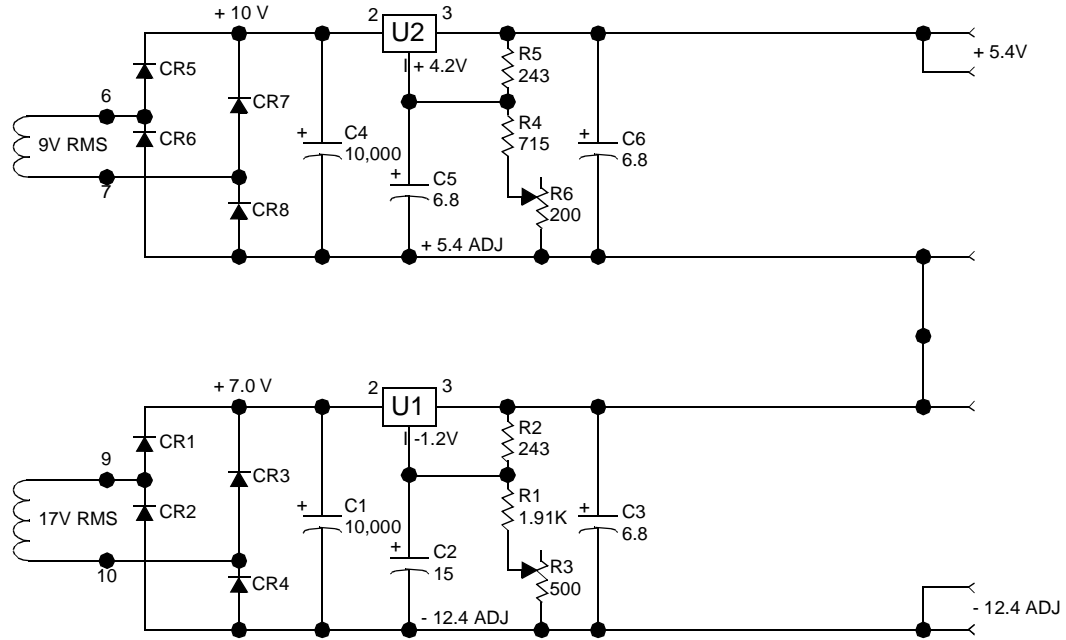 + 10 V
2
U2
3
+ 5.4V
CR5
I + 4.2V
R5
243
6
CR7
C4
10,000
+
R4
715
+
C6
6.8
9V RMS
CR6
+
C5
6.8
7
R6
200
CR8
+ 5.4 ADJ
+ 7.0 V
2
U1
3
CR1
I -1.2V
R2
243
9
CR3
C1
10,000
+
R1
1.91K
+
C3
6.8
17V RMS
CR2
+
C2
15
10
R3
500
CR4
- 12.4 ADJ
- 12.4 ADJ